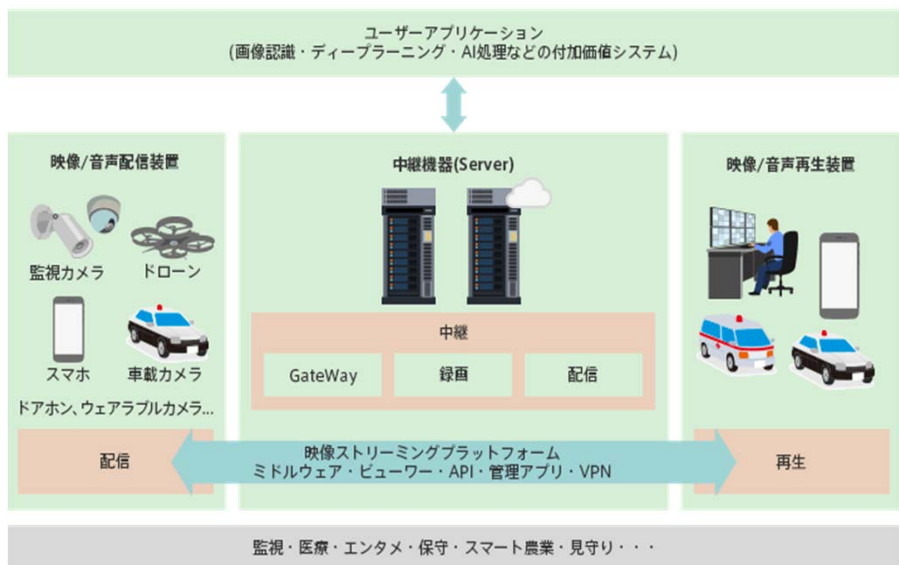 ユーザーアプリケーション
(画像認識・ディープラーニング・AI処理などの付加価値システム)
映像/音声配信装置
監視カメラ
ドローン
スマホ
車載カメラ
ドアホン、ウェアラブルカメラ...
配信
中継機器(Server)
中継
GateWay
録画
配信
映像ストリーミングプラットフォーム
ミドルウェア・ビューワー・API・管理アプリ・VPN
映像/音声再生装置
再生
監視・医療・エンタメ・保守・スマート農業・見守り・・・